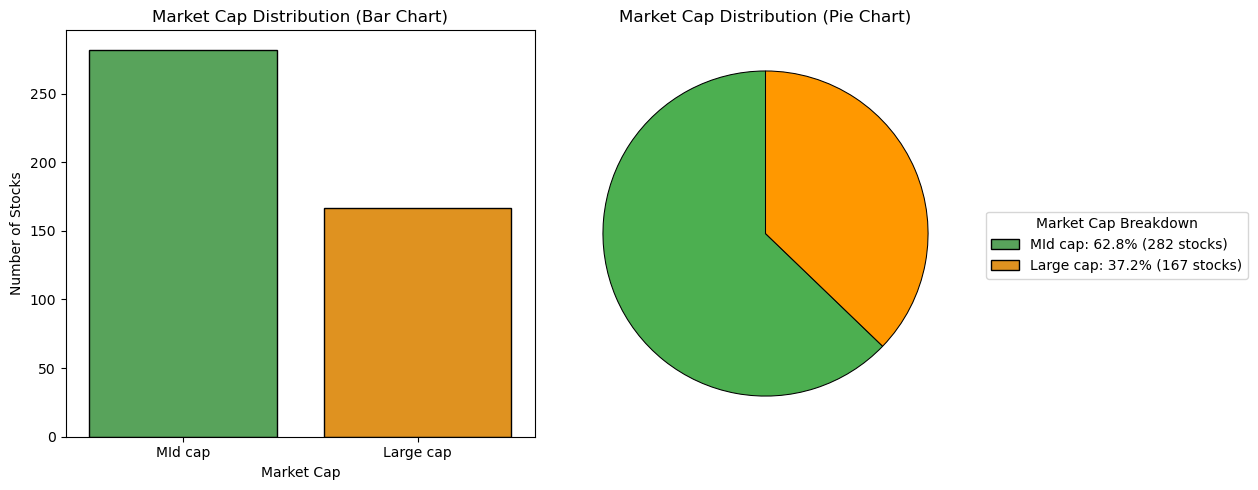 Market Cap Distribution (Bar Chart)
250
200
150
100
50
0
Number of Stocks
MId cap
Large cap
Market Cap
Market Cap Distribution (Pie Chart)
Market Cap Breakdown
MId cap: 62.8% (282 stocks)
Large cap: 37.2% (167 stocks)